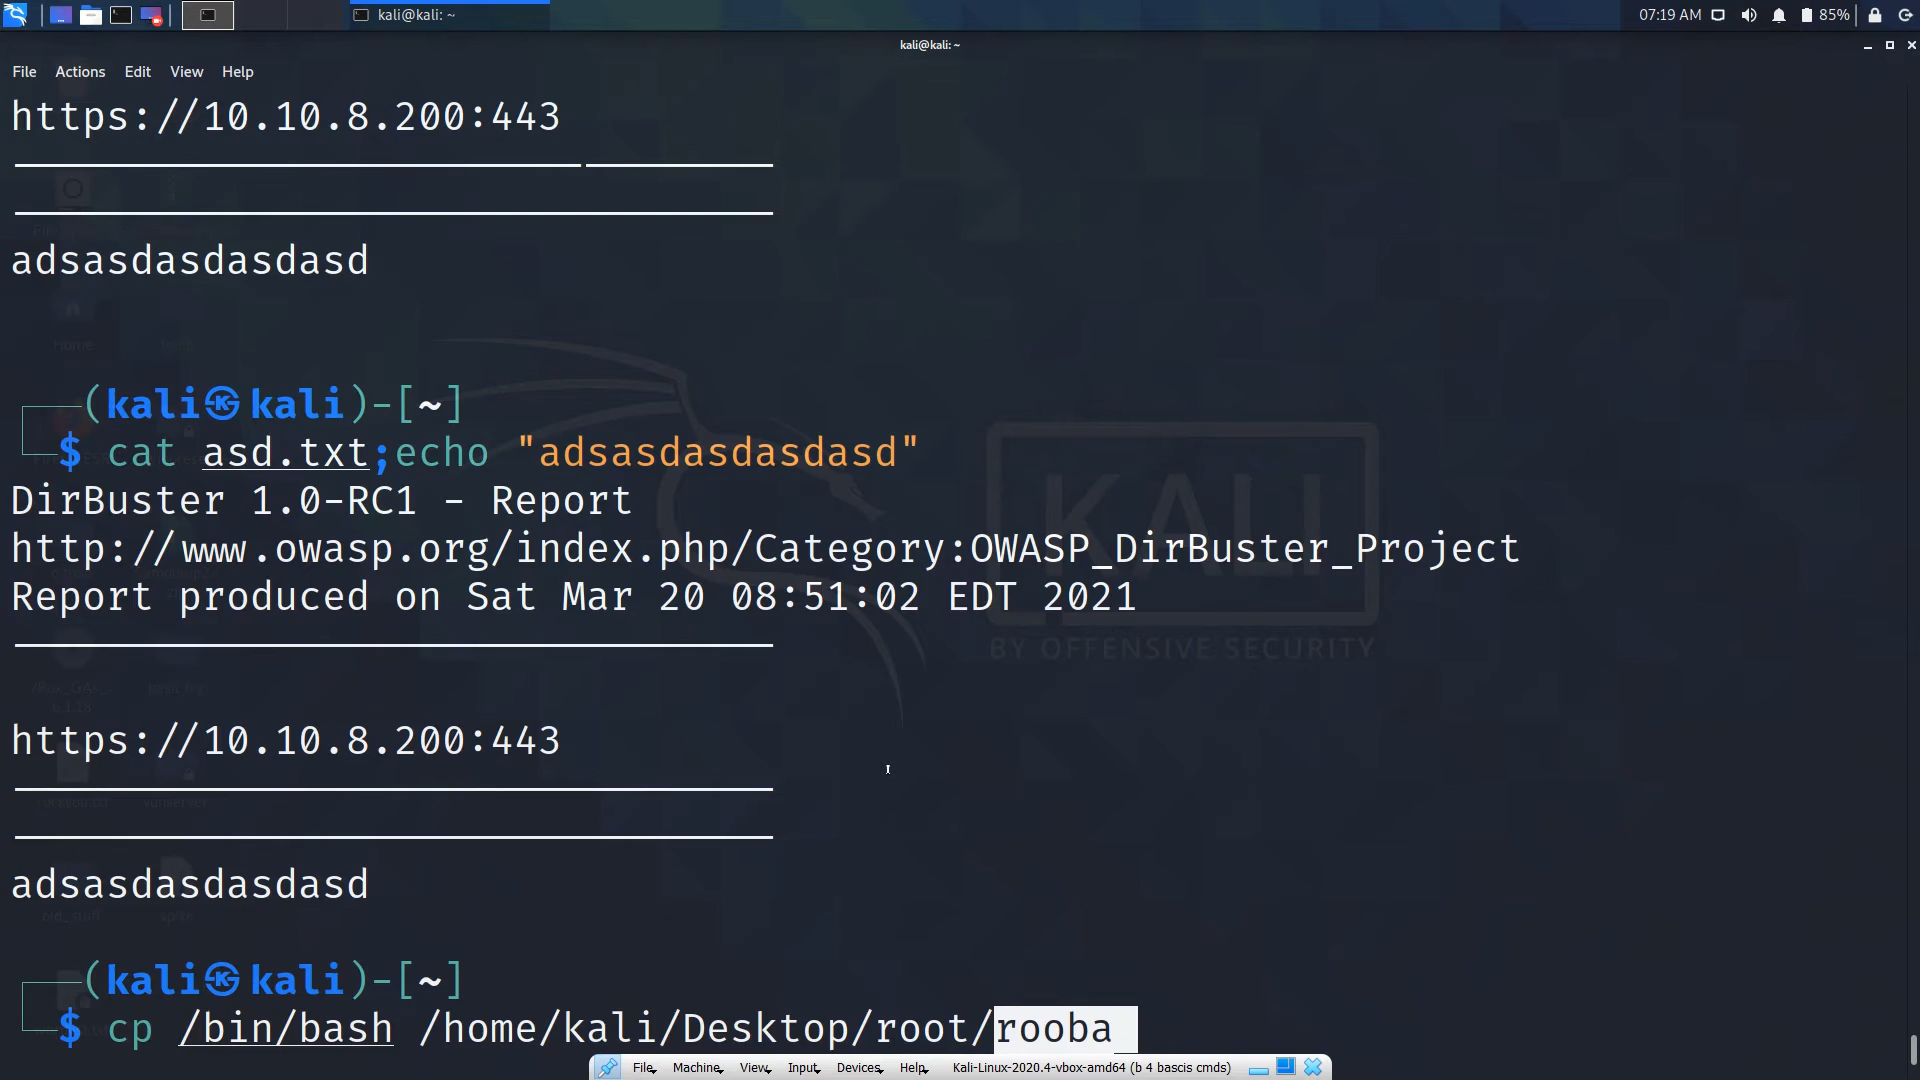 kali@kali: ~
07:19 AM
85%
kali@kali: ~
File Actions Edit View Help
https://10.10.8.200:443
adsasdasdasdasd
Home
(kali㉿kali)-[~]
$ cat asd.txt;echo "adsasdasdasdasd"
DirBuster 1.0-RC1 - Report
http://www.owasp.org/index.php/Category:OWASP_DirBuster_Project
Report produced on Sat Mar 20 08:51:02 EDT 2021
KALI
BY OFFENSIVE SECURITY
https://10.10.8.200:443
adsasdasdasdasd
(kali㉿kali)-[~]
$ cp /bin/bash /home/kali/Desktop/root/rooba
File Machine View Input Devices Help Kali-Linux-2020.4-vbox-amd64 (b 4 bascis cmds)